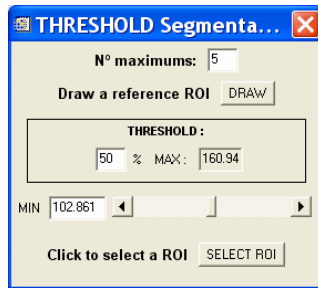 THRESHOLD Segmenta...
Nº maximums: 5
Draw a reference ROI DRAW
THRESHOLD :
50 % MAX: 160.94
MIN 102.861
Click to select a ROI SELECT ROI